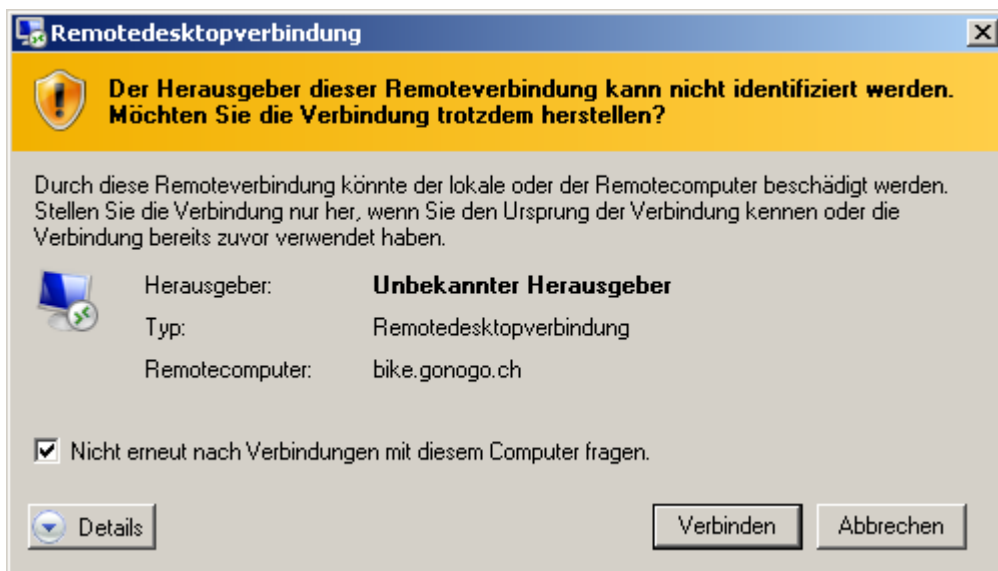 Remotedesktopverbindung
Der Herausgeber dieser Remoteverbindung kann nicht identifiziert werden.
Möchten Sie die Verbindung trotzdem herstellen?
Durch diese Remoteverbindung könnte der lokale oder der Remotecomputer beschädigt werden.
Stellen Sie die Verbindung nur her, wenn Sie den Ursprung der Verbindung kennen oder die
Verbindung bereits zuvor verwendet haben.
Herausgeber: Unbekannter Herausgeber
Typ: Remotedesktopverbindung
Remotecomputer: bike.gonogo.ch
Nicht erneut nach Verbindungen mit diesem Computer fragen.
Details Verbinden Abbrechen